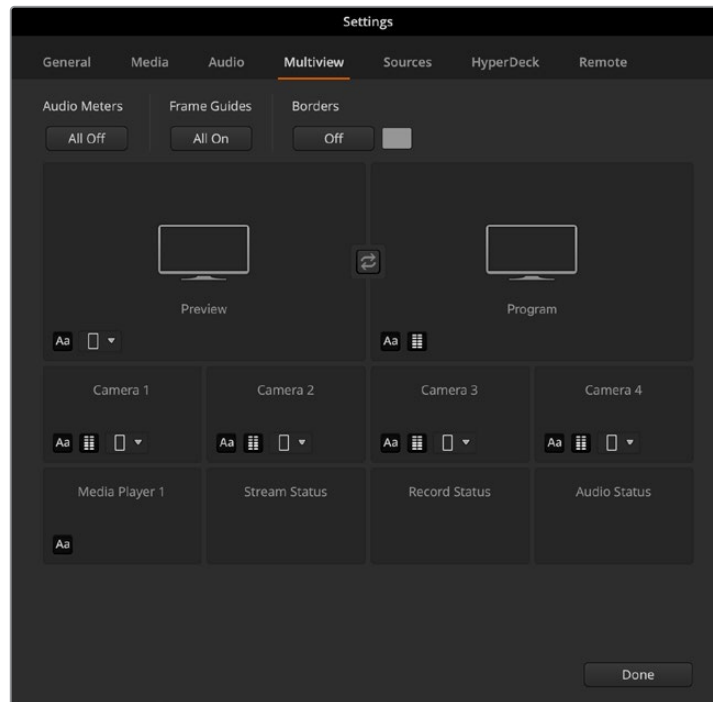 Settings
General Media Audio Multiview Sources HyperDeck Remote
Audio Meters Frame Guides Borders
All Off All On Off
Preview Program
Aa Aa
Camera 1 Camera 2 Camera 3 Camera 4
Aa Aa Aa Aa
Media Player 1 Stream Status Record Status Audio Status
Aa
Done